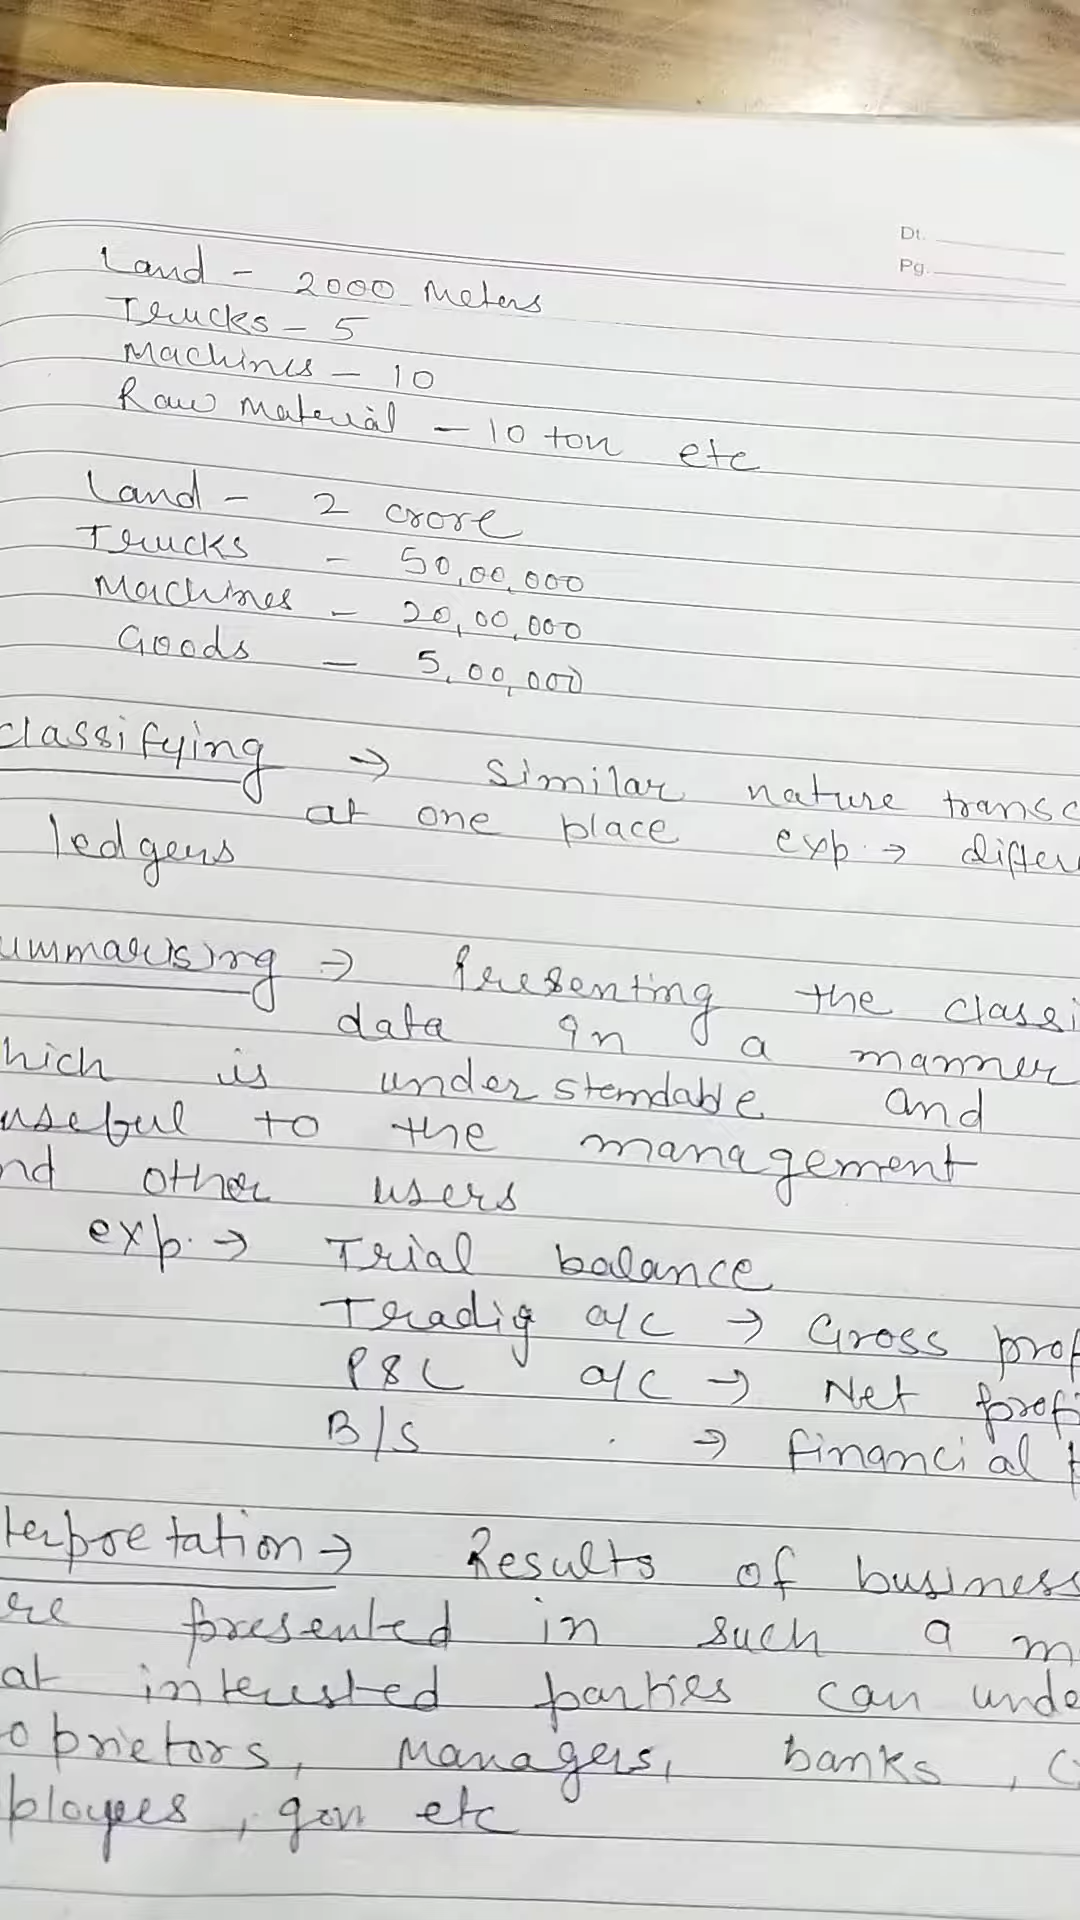 Dt.
Pg.
Land - 2000 Meters
Trucks - 5
Machines - 10
Raw Material - 10 ton etc
Land - 2 crore
Trucks - 50,00,000
Machines - 20,00,000
Goods - 5,00,000
classifying → similar nature transc
at one place exp. → differ
ledgers
ummarising → Presenting the classi
data in a manner
hich is understandable and
useful to the management
nd other users
exp. → Trial balance
Tradig a/c → Gross prof
P&L a/c → Net profi
B/S → financial
terpretation → Results of business
re presented in such a m
at interested parties can unde
oprietors, Managers, banks, c
ployees, gov etc